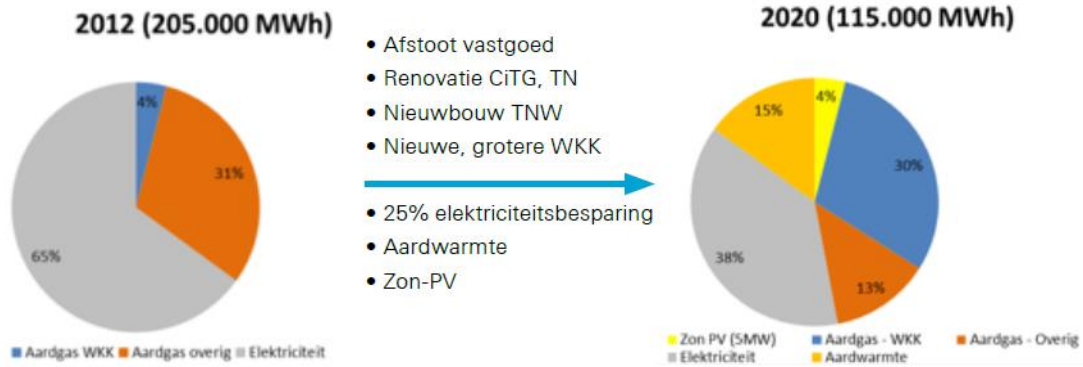 2012 (205.000 MWh)
4%
31%
65%
Aardgas WKK Aardgas overig Elektriciteit
• Afstoot vastgoed
• Renovatie CiTG, TN
• Nieuwbouw TNW
• Nieuwe, grotere WKK
• 25% elektriciteitsbesparing
• Aardwarmte
• Zon-PV
2020 (115.000 MWh)
4%
15%
30%
38%
13%
Zon PV (5MW) Aardgas - WKK Aardgas - Overig
Elektriciteit Aardwarmte